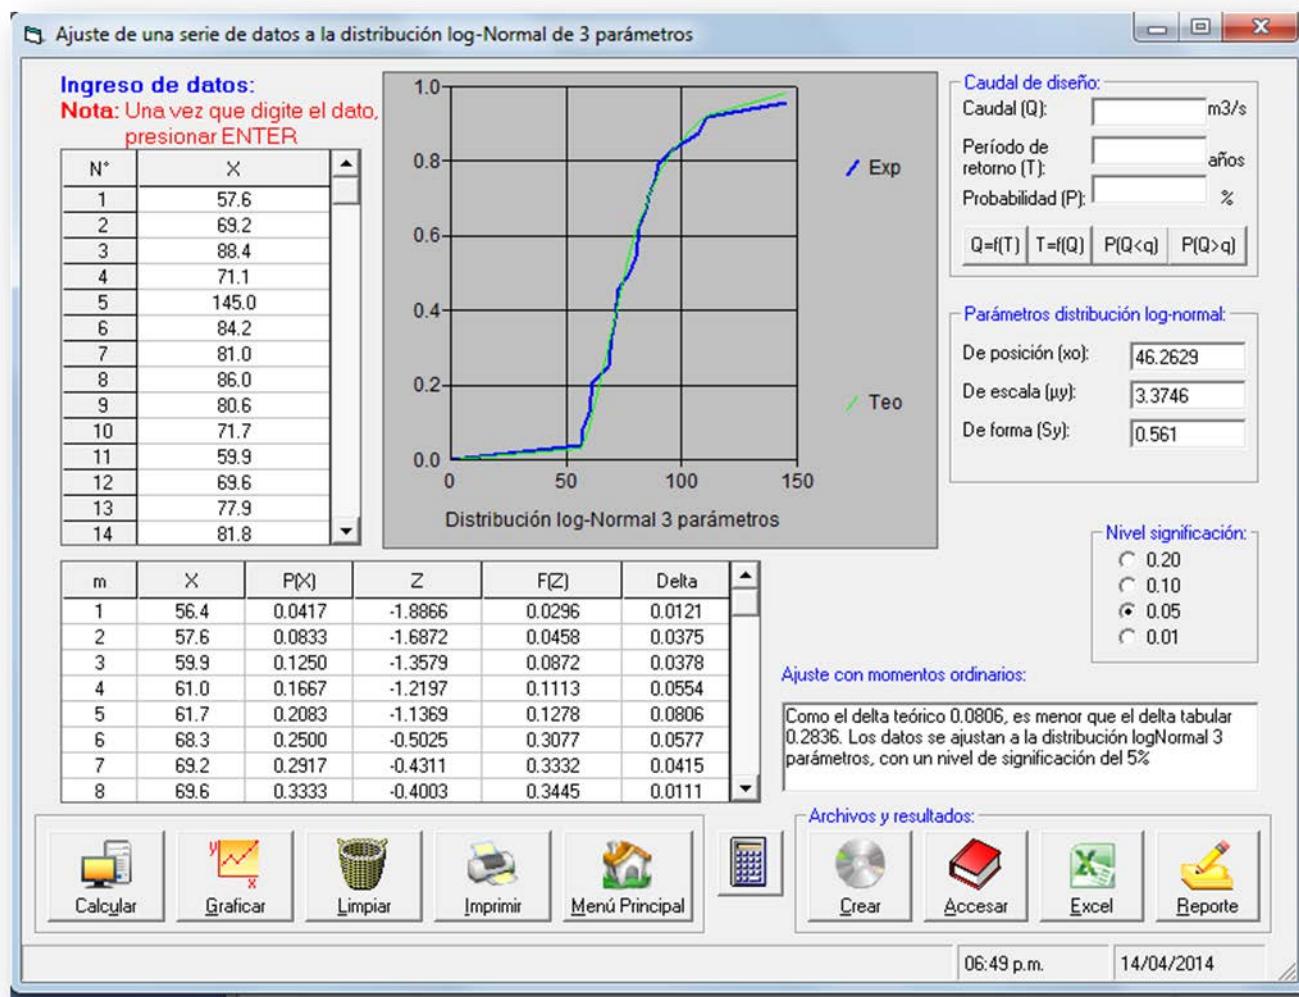 Ajuste de una serie de datos a la distribución log-Normal de 3 parámetros
Ingreso de datos:
Nota: Una vez que digite el dato,
presionar ENTER
N° X
1 57.6
2 69.2
3 88.4
4 71.1
5 145.0
6 84.2
7 81.0
8 86.0
9 80.6
10 71.7
11 59.9
12 69.6
13 77.9
14 81.8
1.0
0.8
0.6
0.4
0.2
0.0
0 50 100 150
Exp
Teo
Distribución log-Normal 3 parámetros
Caudal de diseño:
Caudal (Q): m3/s
Período de
retorno (T): años
Probabilidad (P): %
Q=f(T) T=f(Q) P(Q<q) P(Q>q)
Parámetros distribución log-normal:
De posición (xo): 46.2629
De escala (μy): 3.3746
De forma (Sy): 0.561
Nivel significación:
0.20
0.10
0.05
0.01
m X P(X) Z F(Z) Delta
1 56.4 0.0417 -1.8866 0.0296 0.0121
2 57.6 0.0833 -1.6872 0.0458 0.0375
3 59.9 0.1250 -1.3579 0.0872 0.0378
4 61.0 0.1667 -1.2197 0.1113 0.0554
5 61.7 0.2083 -1.1369 0.1278 0.0806
6 68.3 0.2500 -0.5025 0.3077 0.0577
7 69.2 0.2917 -0.4311 0.3332 0.0415
8 69.6 0.3333 -0.4003 0.3445 0.0111
Ajuste con momentos ordinarios:
Como el delta teórico 0.0806, es menor que el delta tabular
0.2836. Los datos se ajustan a la distribución logNormal 3
parámetros, con un nivel de significación del 5%
Archivos y resultados:
Calcular Graficar Limpiar Imprimir Menú Principal Crear Accesar Excel Reporte
06:49 p.m. 14/04/2014